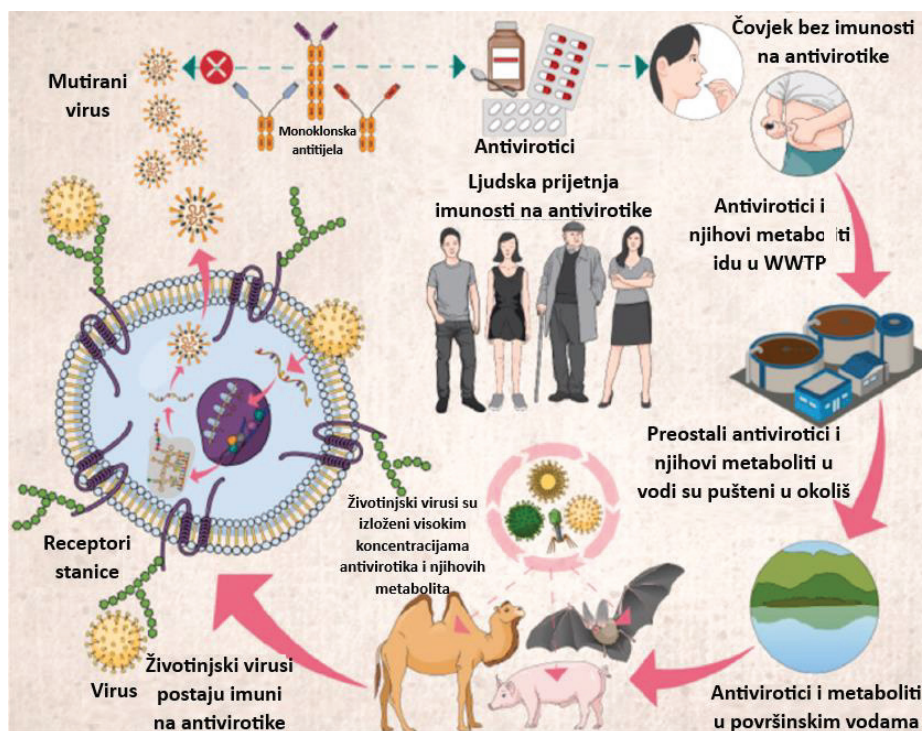 Mutirani
virus
Monoklonska
antitijela
Antivirotici
Čovjek bez imunosti
na antivirotike
Ljudska prijetnja
imunosti na antivirotike
Antivirotici i
njihovi metaboliti
idu u WWTP
Preostali antivirotici i
njihovi metaboliti u
vodi su pušteni u okoliš
Životinjski virusi su
izloženi visokim
koncentracijama
antivirotika i njihovih
metabolita
Receptori
stanice
Virus
Životinjski virusi
postaju imuni
na antivirotike
Antivirotici i metaboliti
u površinskim vodama